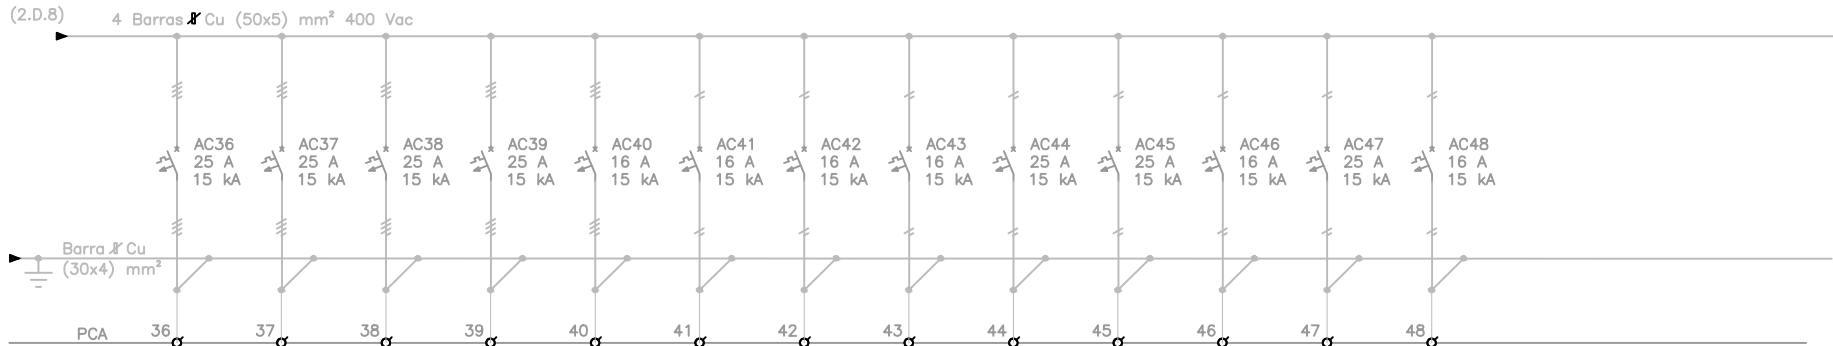 (2.D.8)
4 Barras Cu (50x5) mm² 400 Vac
AC36
25 A
15 kA
AC37
25 A
15 kA
AC38
25 A
15 kA
AC39
25 A
15 kA
AC40
16 A
15 kA
AC41
16 A
15 kA
AC42
16 A
15 kA
AC43
16 A
15 kA
AC44
25 A
15 kA
AC45
25 A
15 kA
AC46
16 A
15 kA
AC47
25 A
15 kA
AC48
16 A
15 kA
Barra Cu
(30x4) mm²
PCA 36 37 38 39 40 41 42 43 44 45 46 47 48